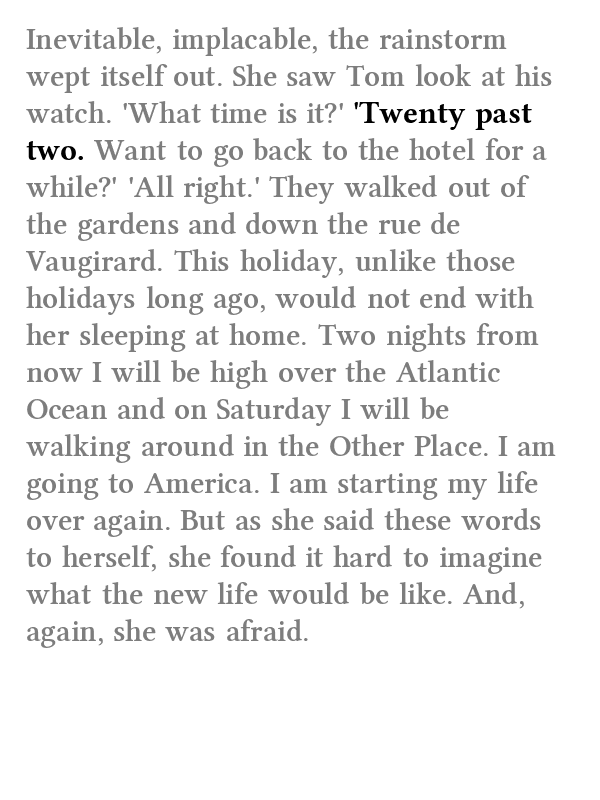 Inevitable, implacable, the rainstorm
wept itself out. She saw Tom look at his
watch. 'What time is it?' 'Twenty past
two. Want to go back to the hotel for a
while?' 'All right.' They walked out of
the gardens and down the rue de
Vaugirard. This holiday, unlike those
holidays long ago, would not end with
her sleeping at home. Two nights from
now I will be high over the Atlantic
Ocean and on Saturday I will be
walking around in the Other Place. I am
going to America. I am starting my life
over again. But as she said these words
to herself, she found it hard to imagine
what the new life would be like. And,
again, she was afraid.